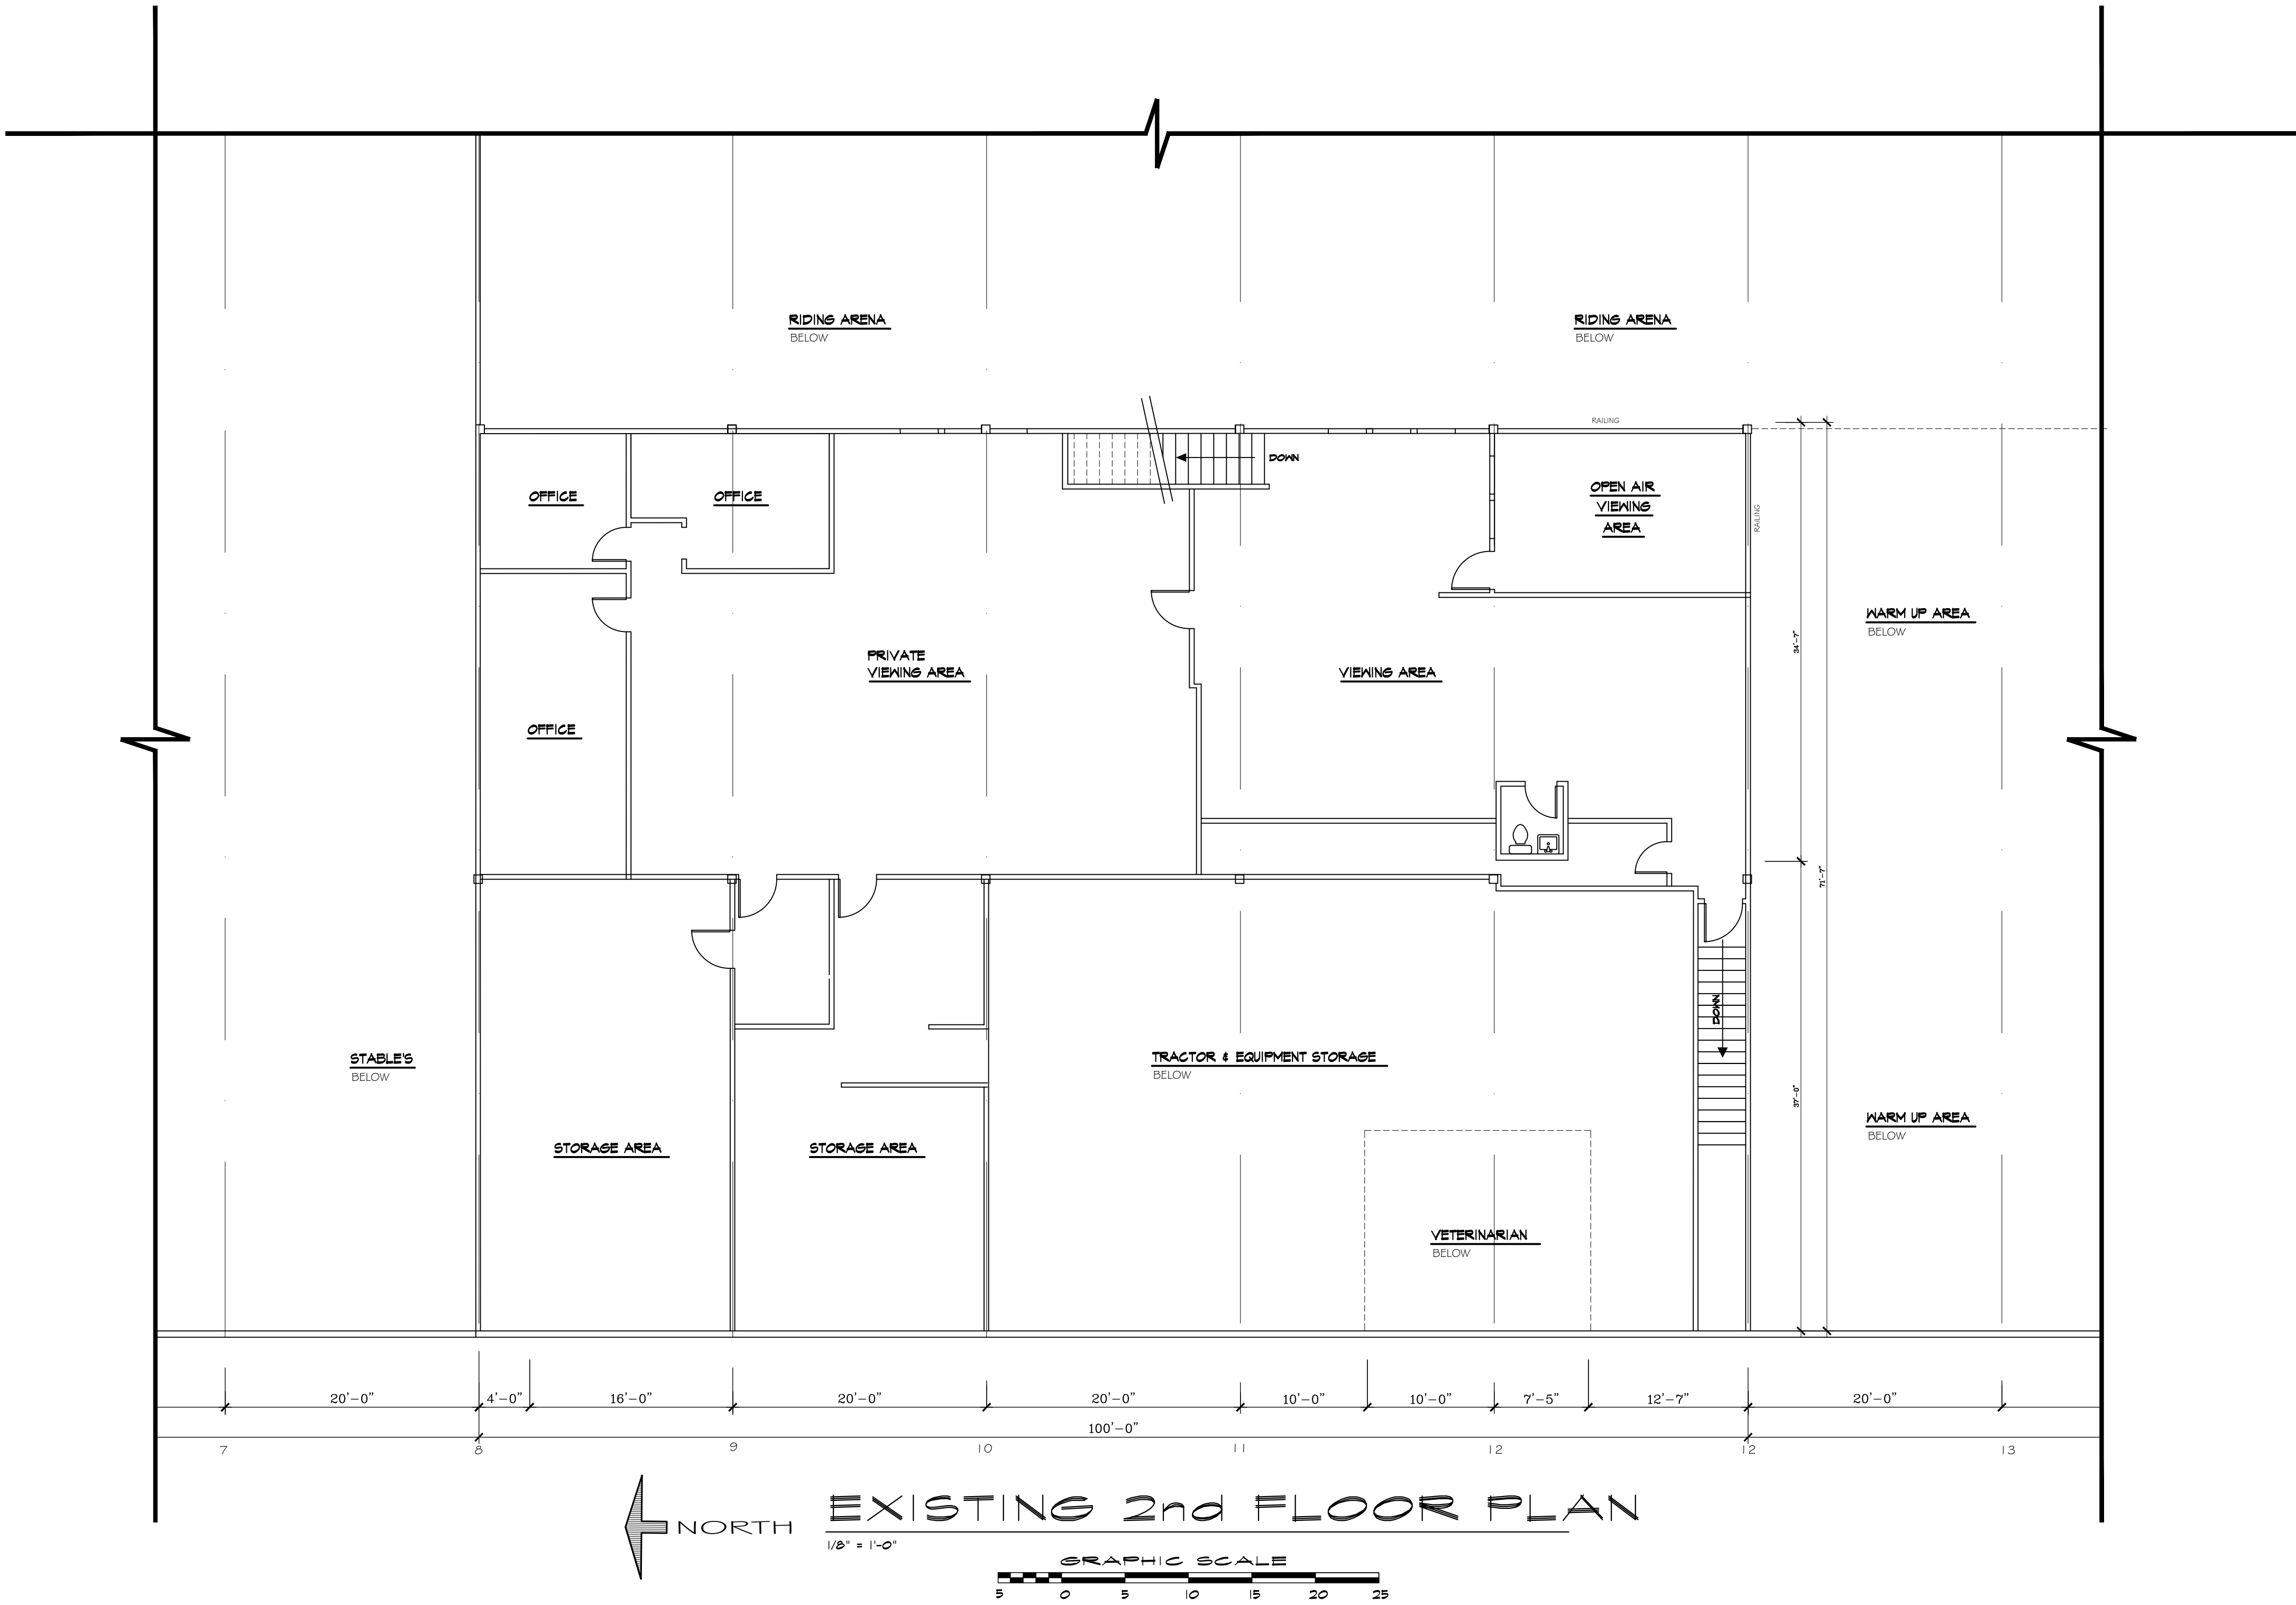 RIDING ARENA
BELOW
RIDING ARENA
BELOW
RAILING
DOWN
OFFICE
OFFICE
OPEN AIR
VIEWING
AREA
RAILING
WARM UP AREA
BELOW
34'-7"
PRIVATE
VIEWING AREA
VIEWING AREA
OFFICE
71'-7"
DOWN
STABLE'S
BELOW
TRACTOR & EQUIPMENT STORAGE
BELOW
37'-0"
WARM UP AREA
BELOW
STORAGE AREA
STORAGE AREA
VETERINARIAN
BELOW
20'-0" 4'-0" 16'-0" 20'-0" 20'-0" 10'-0" 10'-0" 7'-5" 12'-7" 20'-0"
100'-0"
7 8 9 10 11 12 12 13
NORTH
EXISTING 2nd FLOOR PLAN
1/8" = 1'-0"
GRAPHIC SCALE
5 0 5 10 15 20 25